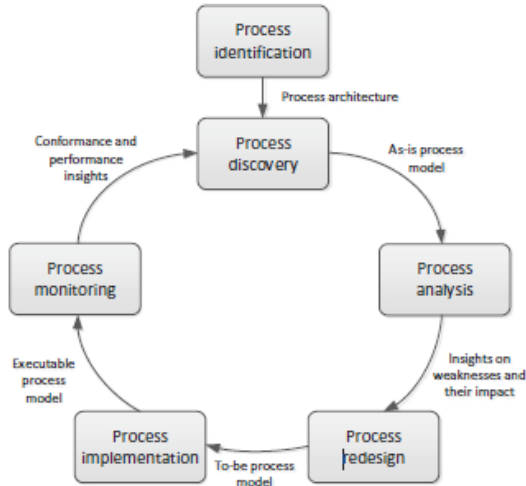 Process
identification
Process architecture
Process
discovery
Conformance and
performance
insights
As-is process
model
Process
monitoring
Process
analysis
Executable
process
model
Insights on
weaknesses and
their impact
Process
implementation
To-be process
model
Process
redesign